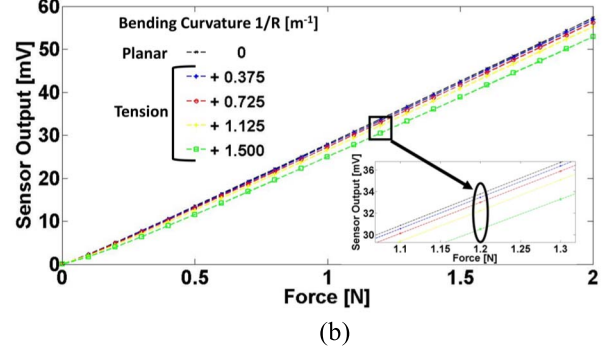 60
50
40
30
20
10
0
Sensor Output [mV]
Bending Curvature 1/R [m-1]
Planar 0
+ 0.375
+ 0.725
Tension
+ 1.125
+ 1.500
36
34
32
30
Sensor Output [mV]
1.1 1.15 1.2 1.25 1.3
Force [N]
0 0.5 1 1.5 2
Force [N]
(b)